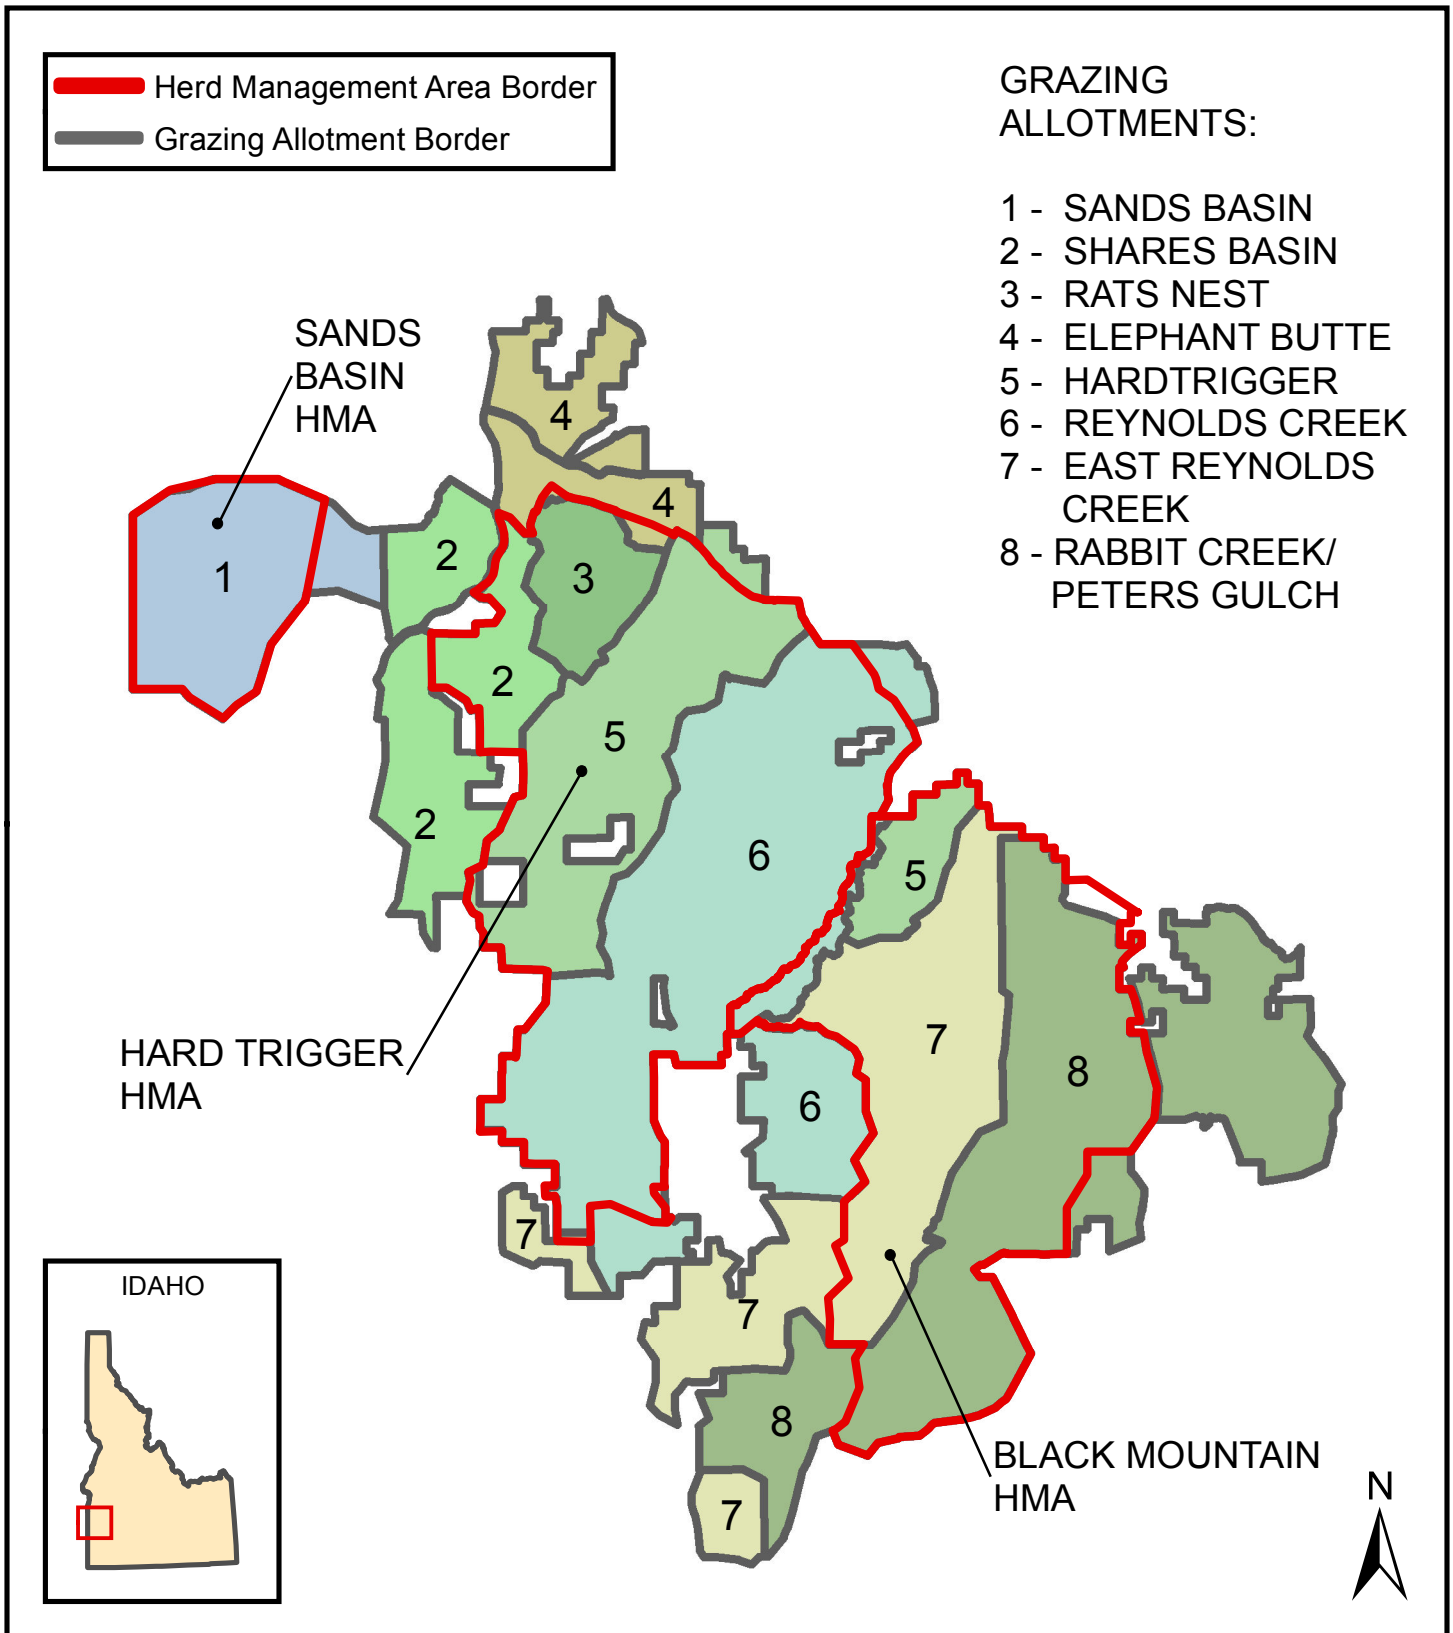 Herd Management Area Border
Grazing Allotment Border
GRAZING
ALLOTMENTS:
1 - SANDS BASIN
2 - SHARES BASIN
3 - RATS NEST
4 - ELEPHANT BUTTE
5 - HARDTRIGGER
6 - REYNOLDS CREEK
7 - EAST REYNOLDS
CREEK
8 - RABBIT CREEK/
PETERS GULCH
SANDS
BASIN
HMA
4
4
1
2
3
2
5
2
6
5
7
8
6
HARD TRIGGER
HMA
7
7
8
7
BLACK MOUNTAIN
HMA
IDAHO
N